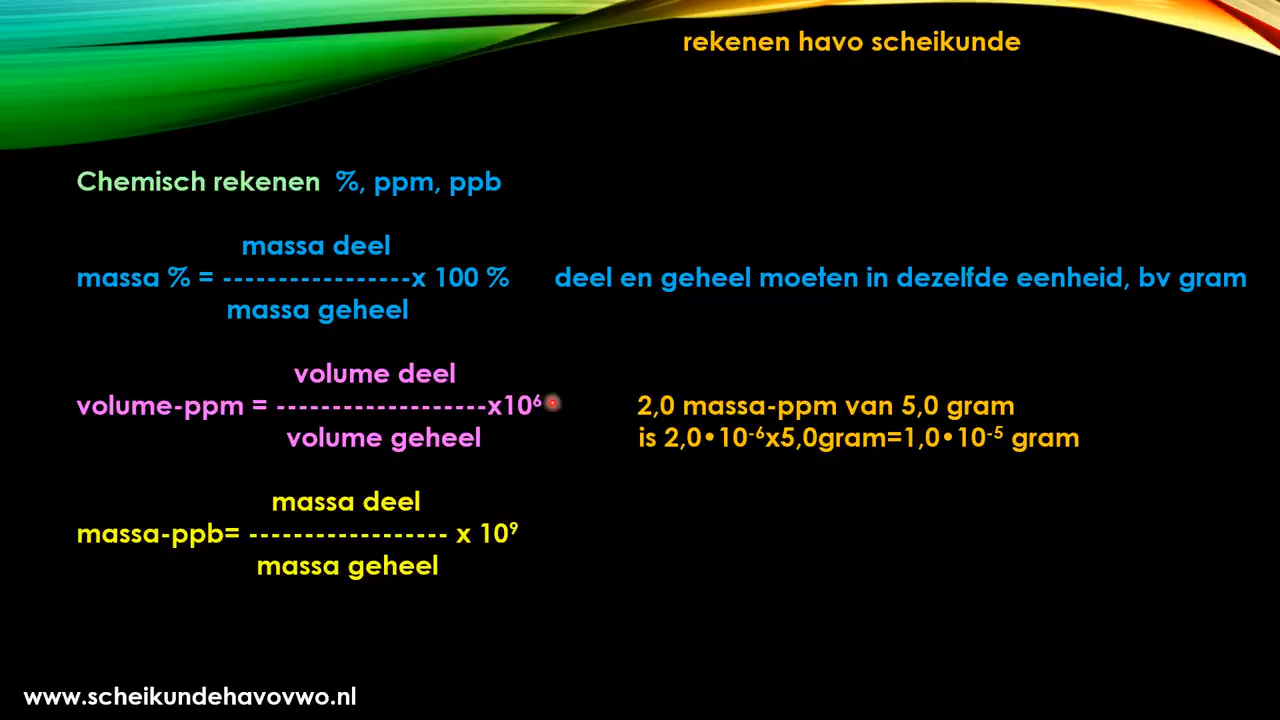 rekenen havo scheikunde
Chemisch rekenen %, ppm, ppb
massa deel
massa % = -----------------x 100 % deel en geheel moeten in dezelfde eenheid, bv gram
massa geheel
volume deel
volume-ppm = -------------------x10⁶ 2,0 massa-ppm van 5,0 gram
volume geheel is 2,0•10⁻⁶x5,0gram=1,0•10⁻⁵ gram
massa deel
massa-ppb= ------------------ x 10⁹
massa geheel
www.scheikundehavovwo.nl